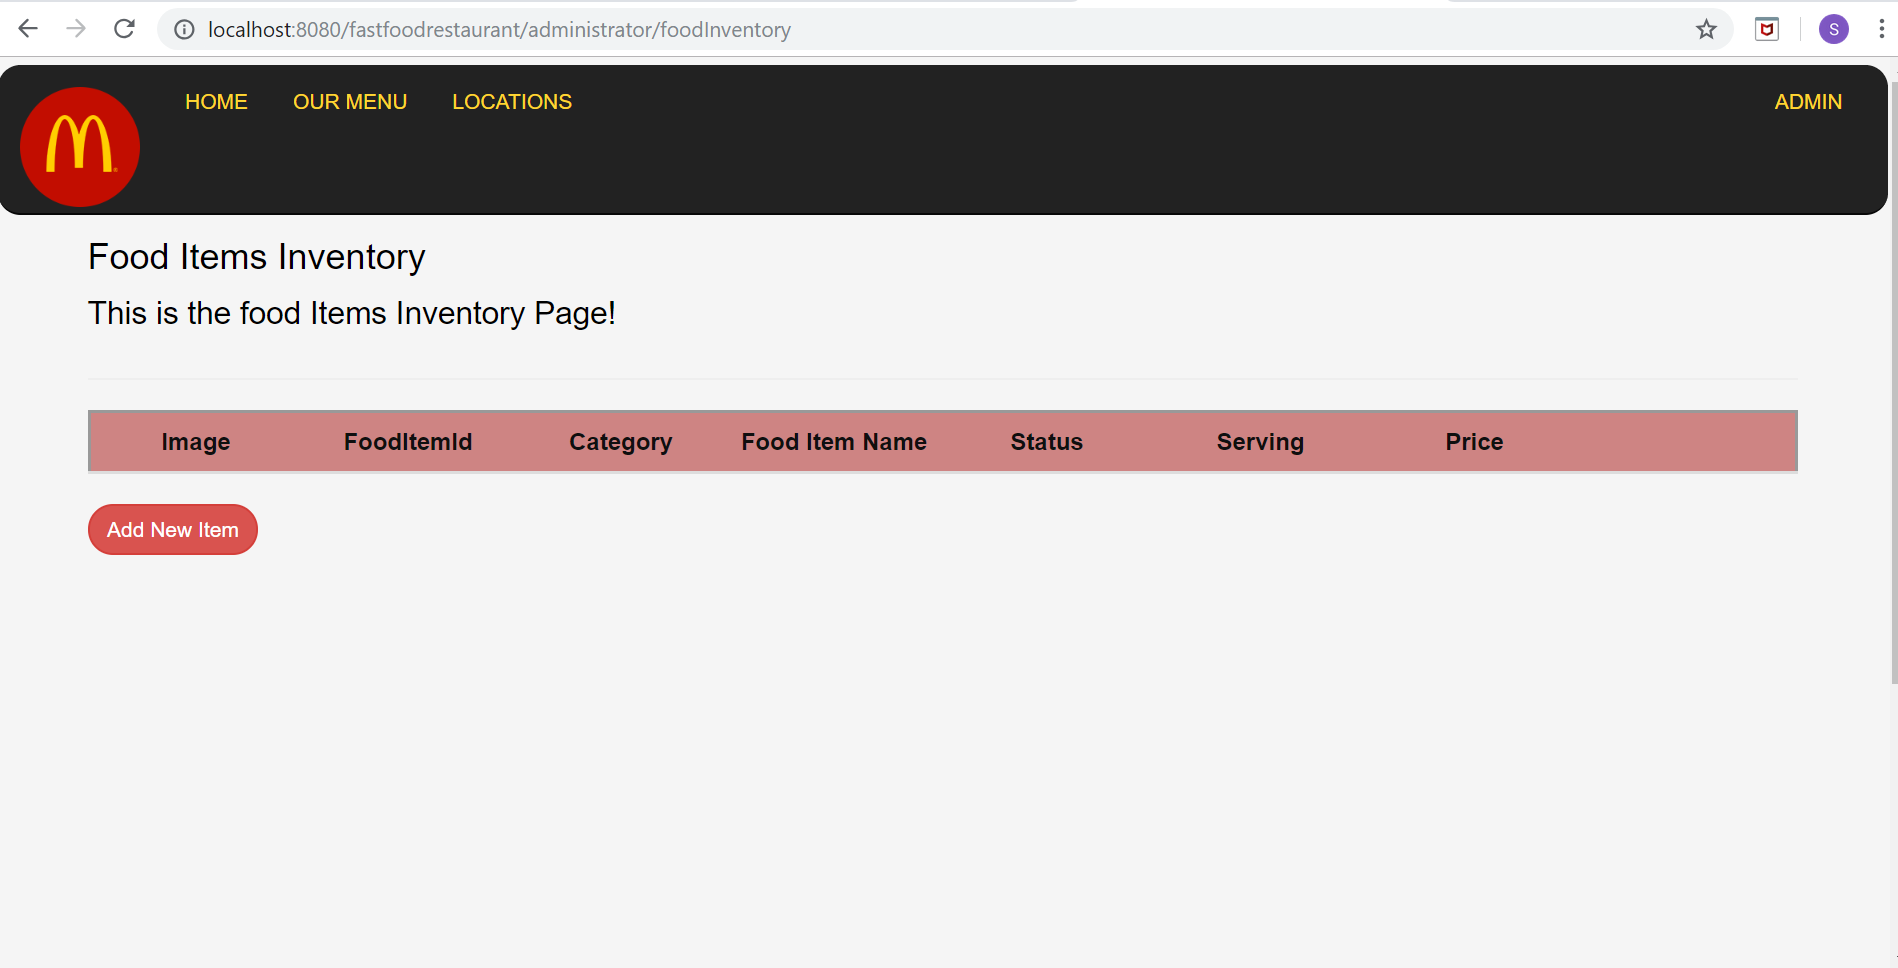 localhost:8080/fastfoodrestaurant/administrator/foodInventory
S
HOME OUR MENU LOCATIONS ADMIN
Food Items Inventory
This is the food Items Inventory Page!
Image FoodItemId Category Food Item Name Status Serving Price
Add New Item